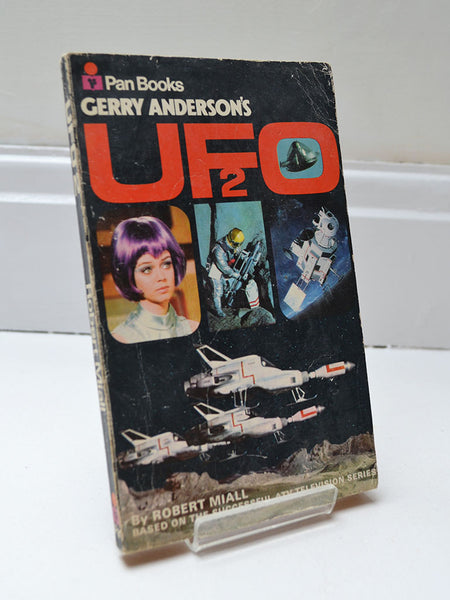 Pan Books
GERRY ANDERSON'S
UFO
2
By ROBERT MIALL
BASED ON THE SUCCESSFUL ATV TELEVISION SERIES